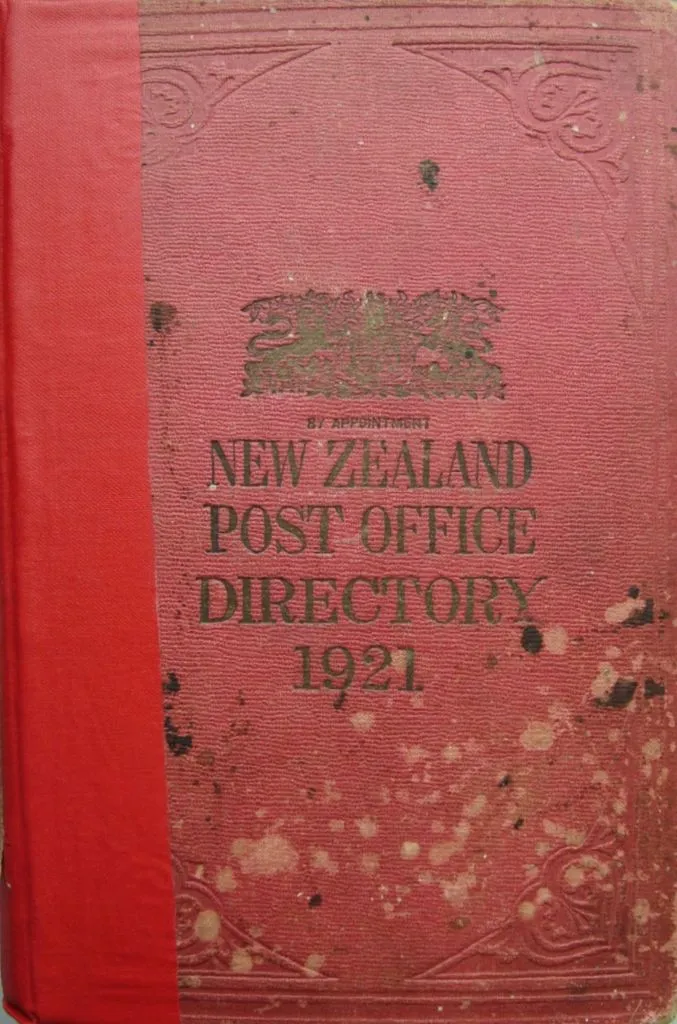 BY APPOINTMENT
NEW ZEALAND
POST OFFICE
DIRECTORY
1921